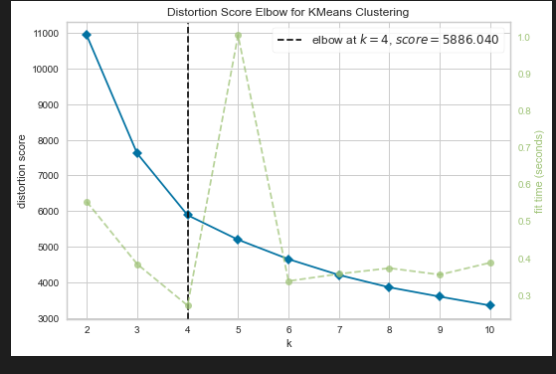 Distortion Score Elbow for KMeans Clustering
elbow at k = 4, score = 5886.040
distortion score
11000
10000
9000
8000
7000
6000
5000
4000
3000
fit time (seconds)
1.0
0.9
0.8
0.7
0.6
0.5
0.4
0.3
2 3 4 5 6 7 8 9 10
k